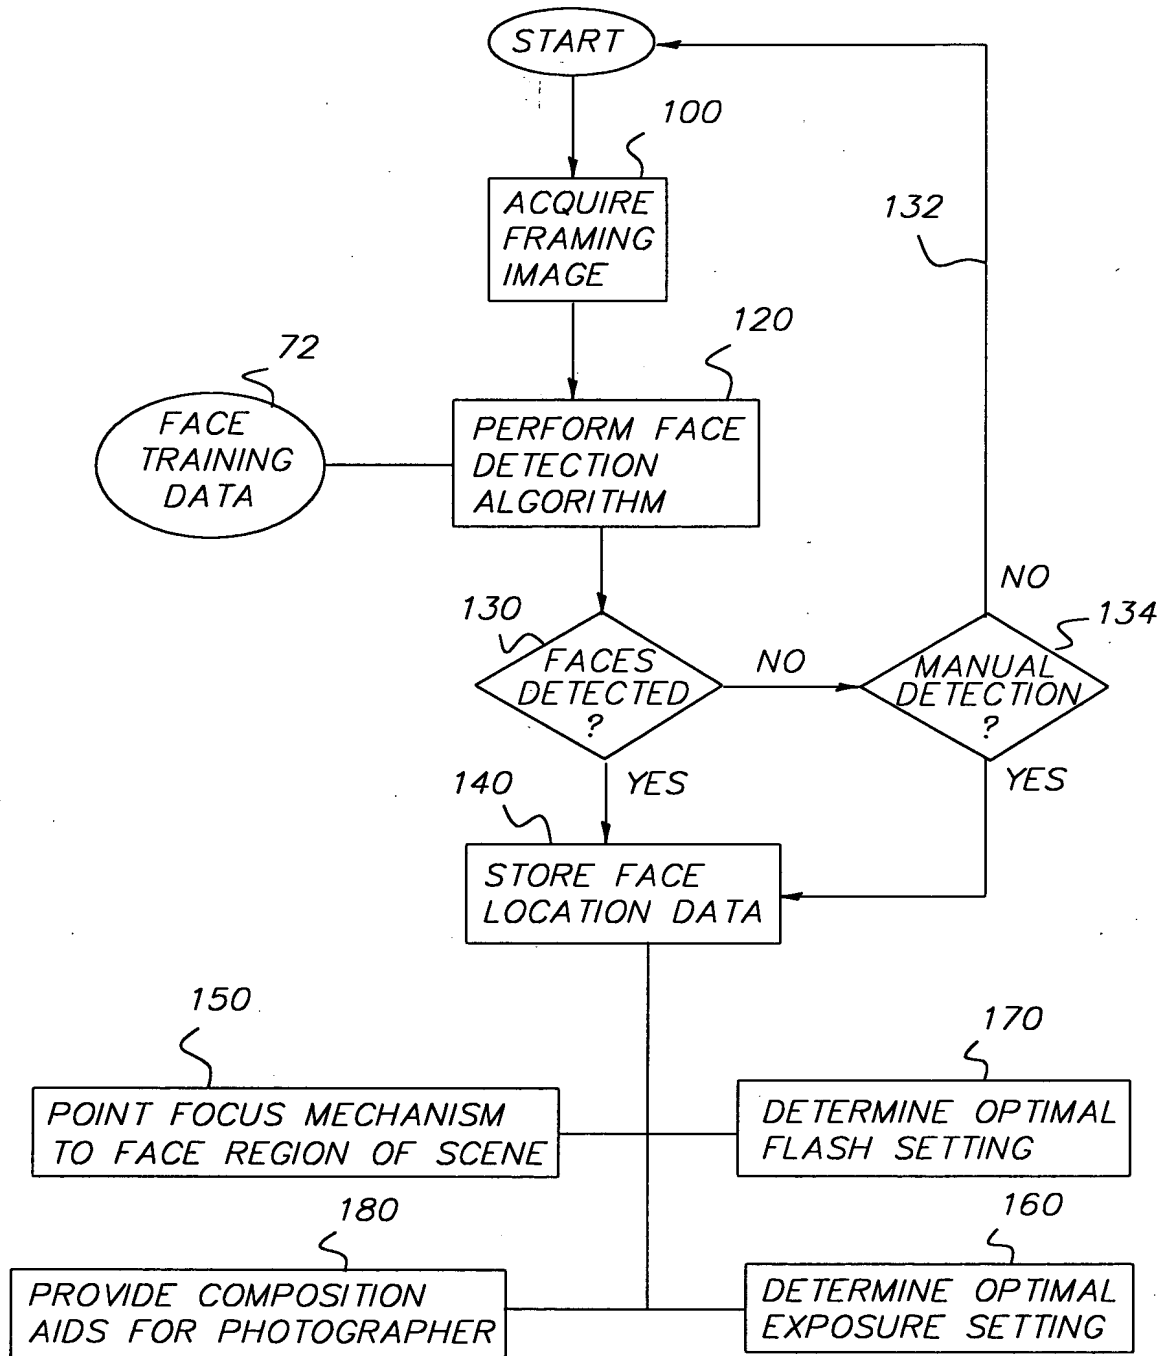 START
100
ACQUIRE
FRAMING
IMAGE
132
120
72
FACE
TRAINING
DATA
PERFORM FACE
DETECTION
ALGORITHM
NO
130
134
FACES
DETECTED
?
NO
MANUAL
DETECTION
?
YES
YES
140
STORE FACE
LOCATION DATA
150
170
POINT FOCUS MECHANISM
TO FACE REGION OF SCENE
DETERMINE OPTIMAL
FLASH SETTING
180
160
PROVIDE COMPOSITION
AIDS FOR PHOTOGRAPHER
DETERMINE OPTIMAL
EXPOSURE SETTING